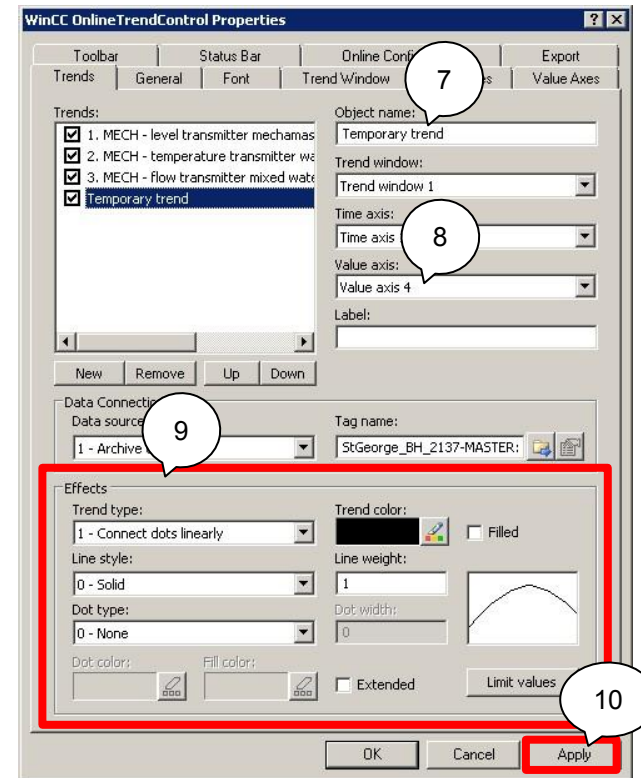 WinCC OnlineTrendControl Properties
Toolbar Status Bar Online Confi Export
Trends General Font Trend Window es Value Axes
7
Trends:
1. MECH - level transmitter mechamas
2. MECH - temperature transmitter wa
3. MECH - flow transmitter mixed wate
Temporary trend
Object name:
Temporary trend
Trend window:
Trend window 1
Time axis:
Time axis
8
Value axis:
Value axis 4
Label:
New Remove Up Down
Data Connection
Data source
9
1 - Archive
Tag name:
StGeorge_BH_2137-MASTER:
Effects
Trend type:
1 - Connect dots linearly
Trend color:
Filled
Line style:
0 - Solid
Line weight:
1
Dot type:
0 - None
Dot width:
0
Dot color: Fill color:
Extended
Limit values
10
OK Cancel Apply